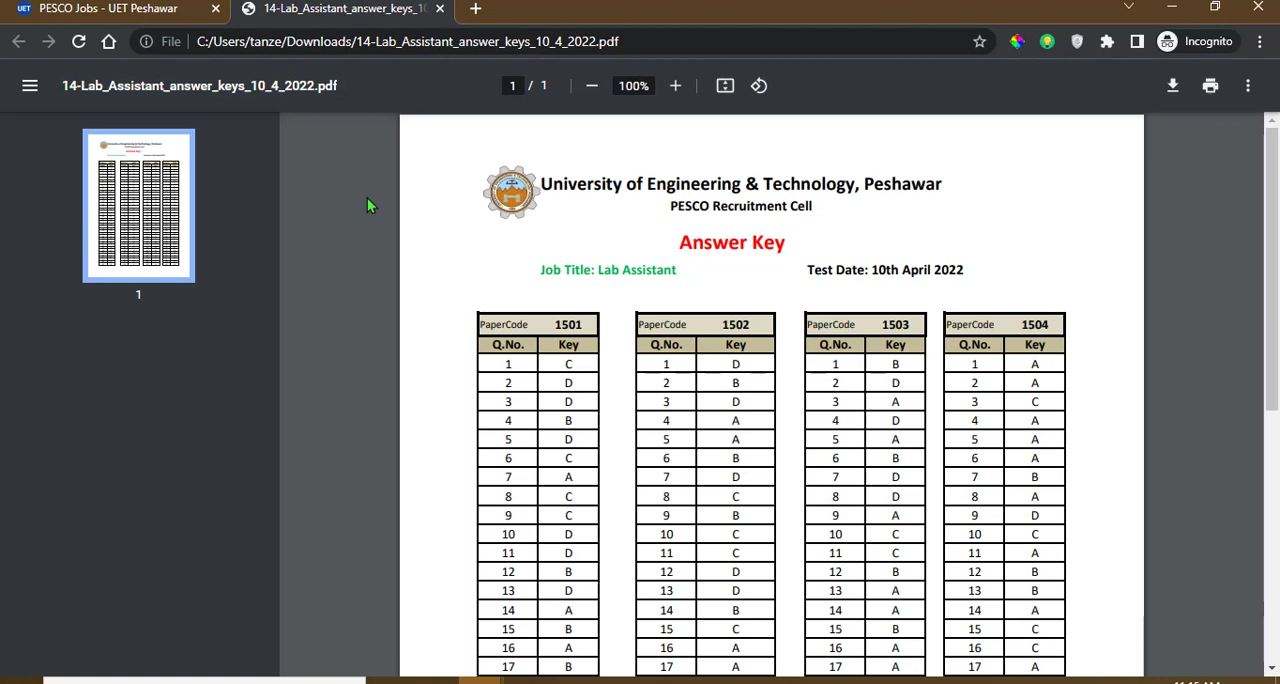 UET PESCO Jobs - UET Peshawar
14-Lab_Assistant_answer_keys_10
File C:/Users/tanze/Downloads/14-Lab_Assistant_answer_keys_10_4_2022.pdf
Incognito
14-Lab_Assistant_answer_keys_10_4_2022.pdf
1 / 1
100%
1
University of Engineering & Technology, Peshawar
PESCO Recruitment Cell
Answer Key
Job Title: Lab Assistant Test Date: 10th April 2022
PaperCode 1501 PaperCode 1502 PaperCode 1503 PaperCode 1504
Q.No. Key Q.No. Key Q.No. Key Q.No. Key
1 C 1 D 1 B 1 A
2 D 2 B 2 D 2 A
3 D 3 D 3 A 3 C
4 B 4 A 4 D 4 A
5 D 5 A 5 A 5 A
6 C 6 B 6 B 6 A
7 A 7 D 7 D 7 B
8 C 8 C 8 D 8 A
9 C 9 B 9 A 9 D
10 D 10 C 10 C 10 C
11 D 11 C 11 C 11 A
12 B 12 D 12 B 12 B
13 D 13 D 13 A 13 B
14 A 14 B 14 A 14 A
15 B 15 C 15 B 15 C
16 A 16 A 16 A 16 C
17 B 17 A 17 A 17 A